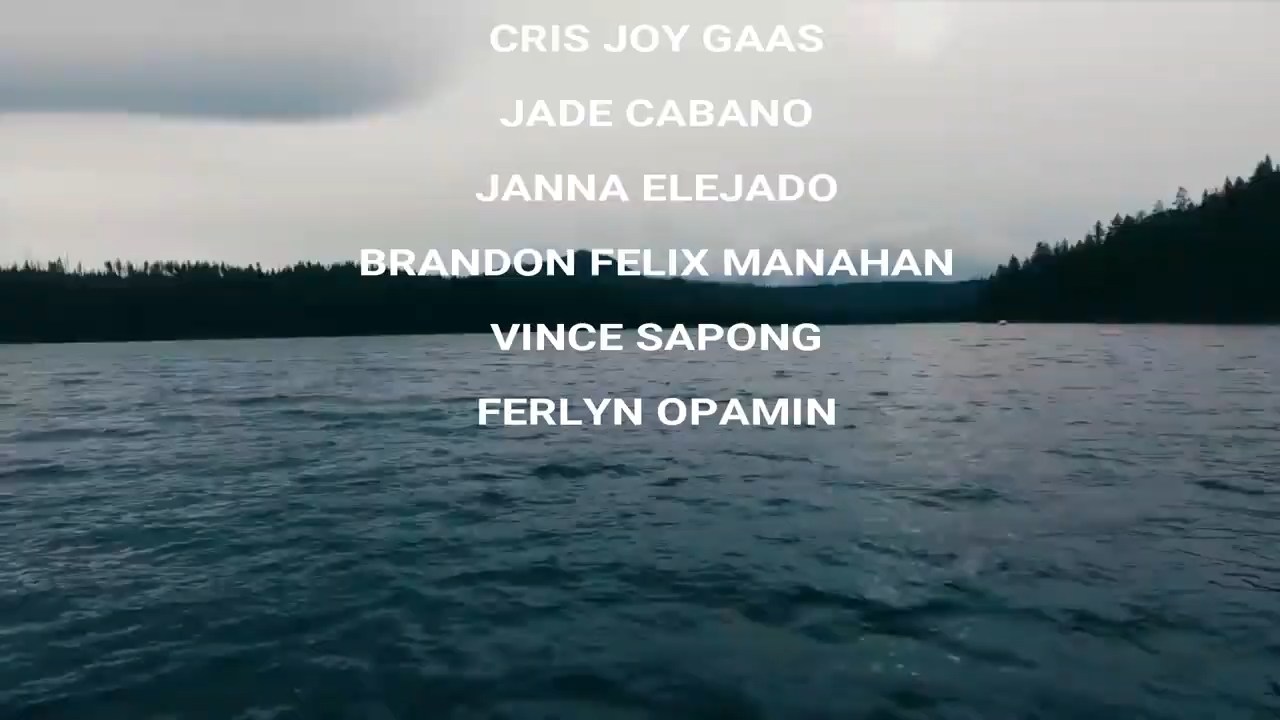 CRIS JOY GAAS
JADE CABANO
JANNA ELEJADO
BRANDON FELIX MANAHAN
VINCE SAPONG
FERLYN OPAMIN